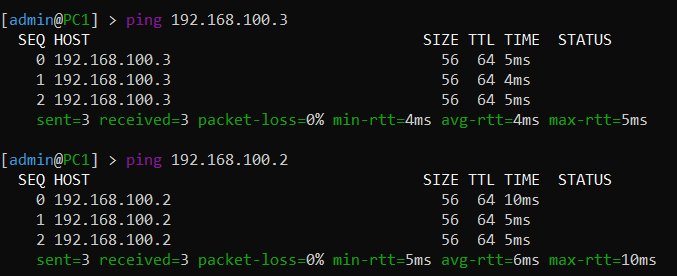 [admin@PC1] > ping 192.168.100.3
SEQ HOST SIZE TTL TIME STATUS
0 192.168.100.3 56 64 5ms
1 192.168.100.3 56 64 4ms
2 192.168.100.3 56 64 5ms
sent=3 received=3 packet-loss=0% min-rtt=4ms avg-rtt=4ms max-rtt=5ms
[admin@PC1] > ping 192.168.100.2
SEQ HOST SIZE TTL TIME STATUS
0 192.168.100.2 56 64 10ms
1 192.168.100.2 56 64 5ms
2 192.168.100.2 56 64 5ms
sent=3 received=3 packet-loss=0% min-rtt=5ms avg-rtt=6ms max-rtt=10ms